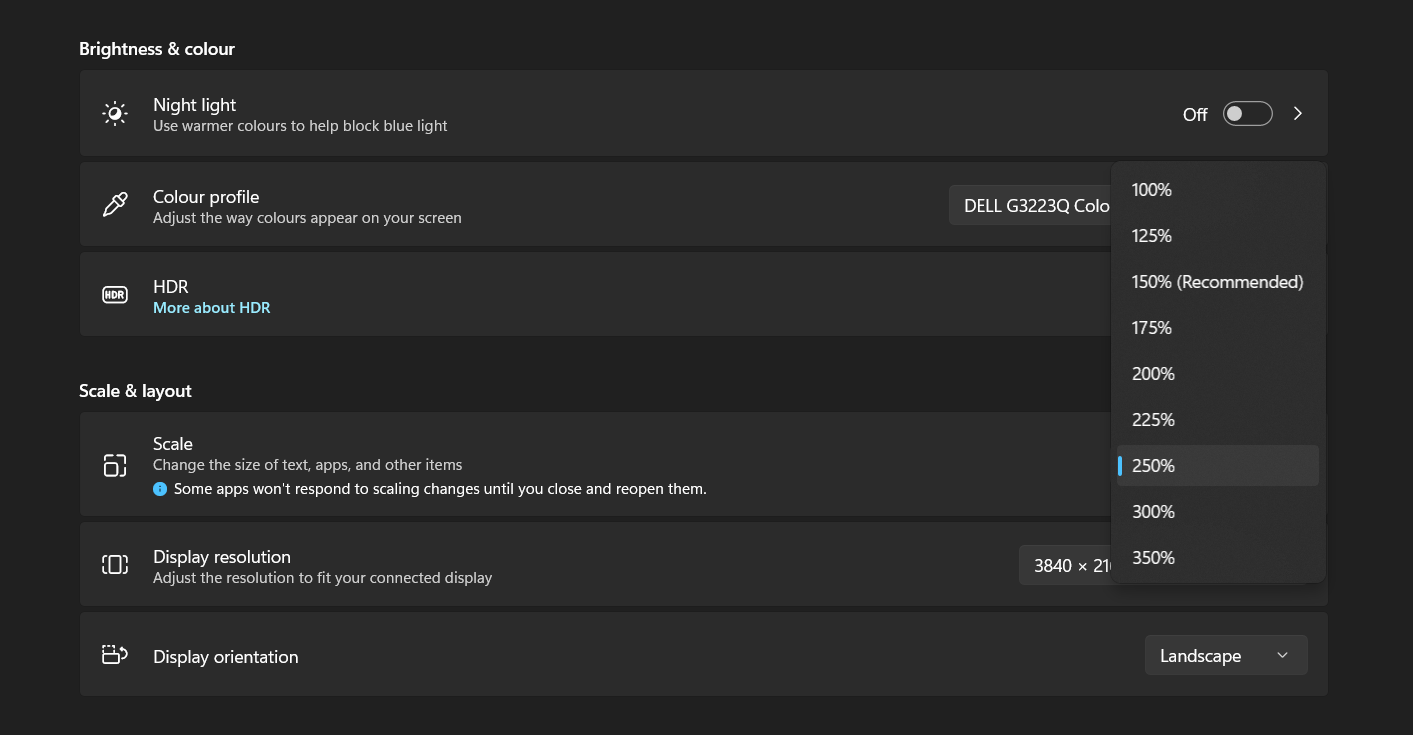 Brightness & colour
Night light
Use warmer colours to help block blue light
Off
Colour profile
Adjust the way colours appear on your screen
DELL G3223Q Colo
HDR
HDR
More about HDR
Scale & layout
Scale
Change the size of text, apps, and other items
Some apps won't respond to scaling changes until you close and reopen them.
100%
125%
150% (Recommended)
175%
200%
225%
250%
300%
350%
Display resolution
Adjust the resolution to fit your connected display
3840 × 21
Display orientation
Landscape